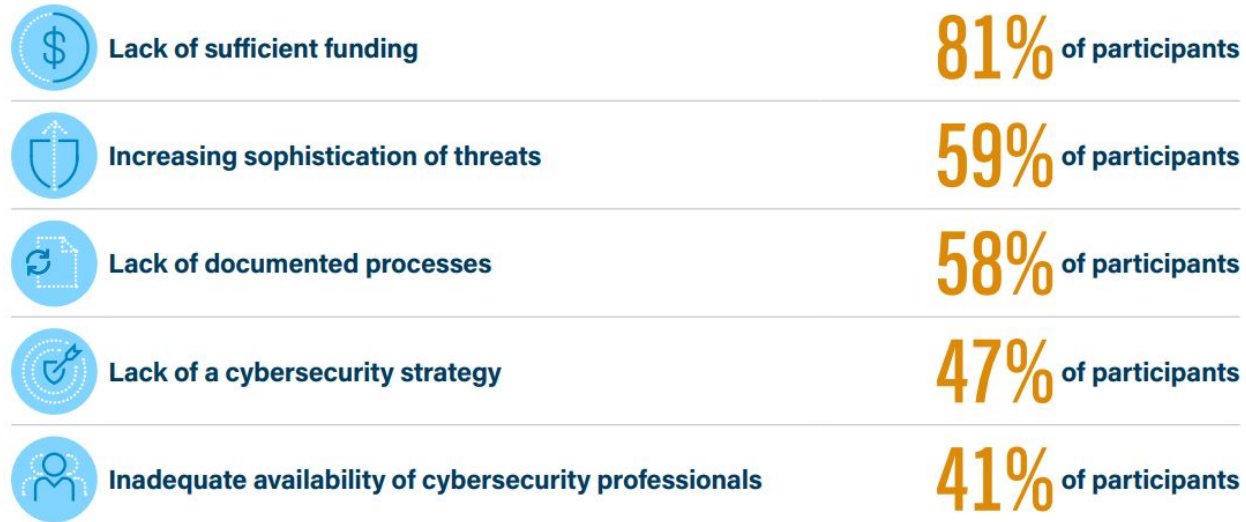 Lack of sufficient funding 81% of participants
Increasing sophistication of threats 59% of participants
Lack of documented processes 58% of participants
Lack of a cybersecurity strategy 47% of participants
Inadequate availability of cybersecurity professionals 41% of participants